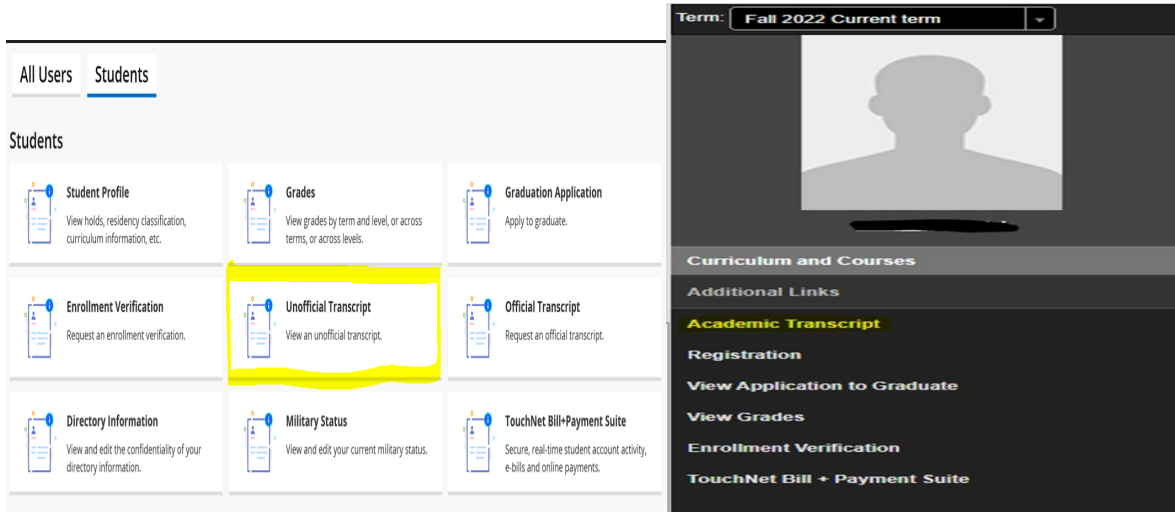 All Users Students
Students
Student Profile
View holds, residency classification,
curriculum information, etc.
Grades
View grades by term and level, or across
terms, or across levels.
Graduation Application
Apply to graduate.
Enrollment Verification
Request an enrollment verification.
Unofficial Transcript
View an unofficial transcript.
Official Transcript
Request an official transcript.
Directory Information
View and edit the confidentiality of your
directory information.
Military Status
View and edit your current military status.
TouchNet Bill+Payment Suite
Secure, real-time student account activity,
e-bills and online payments.
Term: Fall 2022 Current term
Curriculum and Courses
Additional Links
Academic Transcript
Registration
View Application to Graduate
View Grades
Enrollment Verification
TouchNet Bill + Payment Suite